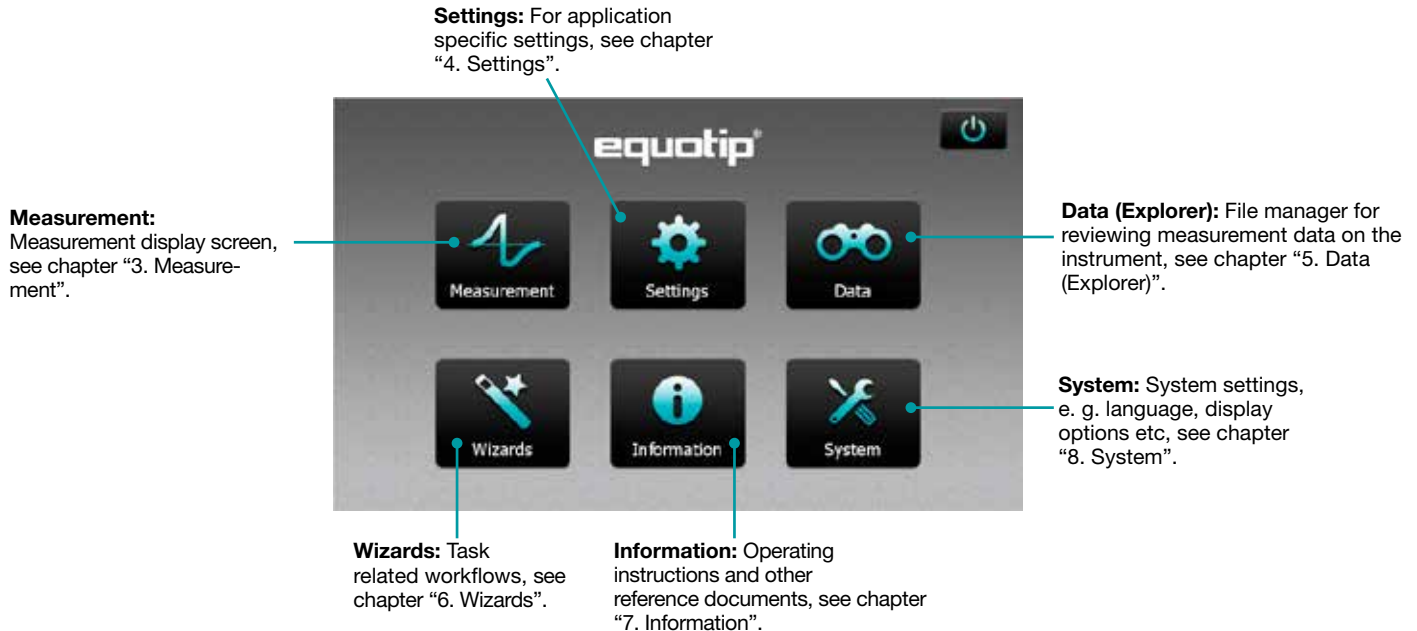 Settings: For application
specific settings, see chapter
“4. Settings”.
equotip®
Measurement:
Measurement display screen,
see chapter “3. Measure-
ment”.
Measurement
Settings
Data
Data (Explorer): File manager for
reviewing measurement data on the
instrument, see chapter “5. Data
(Explorer)”.
Wizards
Information
System
System: System settings,
e. g. language, display
options etc, see chapter
“8. System”.
Wizards: Task
related workflows, see
chapter “6. Wizards”.
Information: Operating
instructions and other
reference documents, see chapter
“7. Information”.